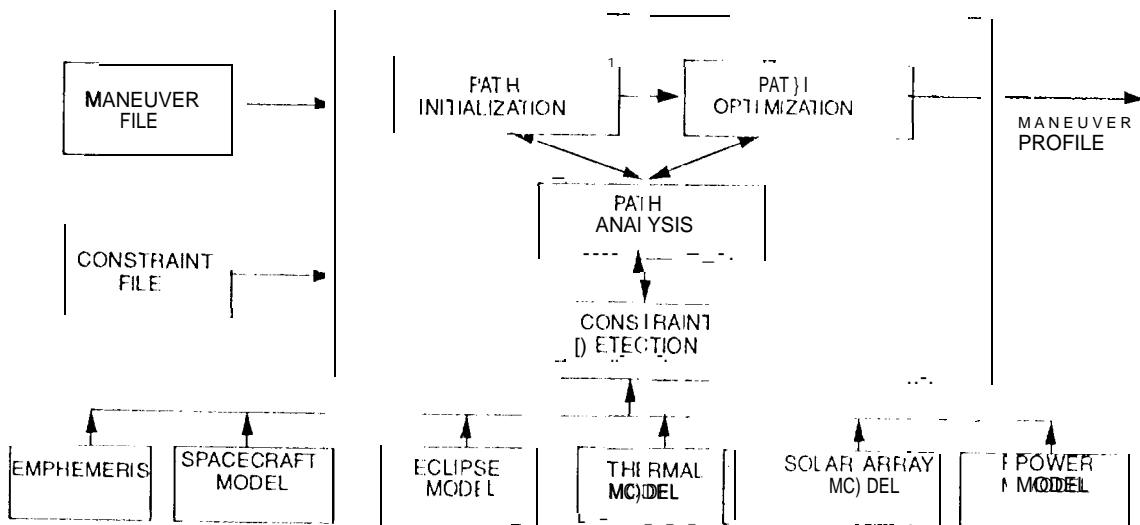 MANEUVER
FILE
PATH
INITIALIZATION
PATH
OPTIMIZATION
MANEUVER
PROFILE
PATH
ANALYSIS
CONSTRAINT
FILE
CONSTRAINT
DETECTION
EMPHEMERIS
SPACECRAFT
MODEL
ECLIPSE
MODEL
THERMAL
MODEL
SOLAR ARRAY
MODEL
POWER
MODEL